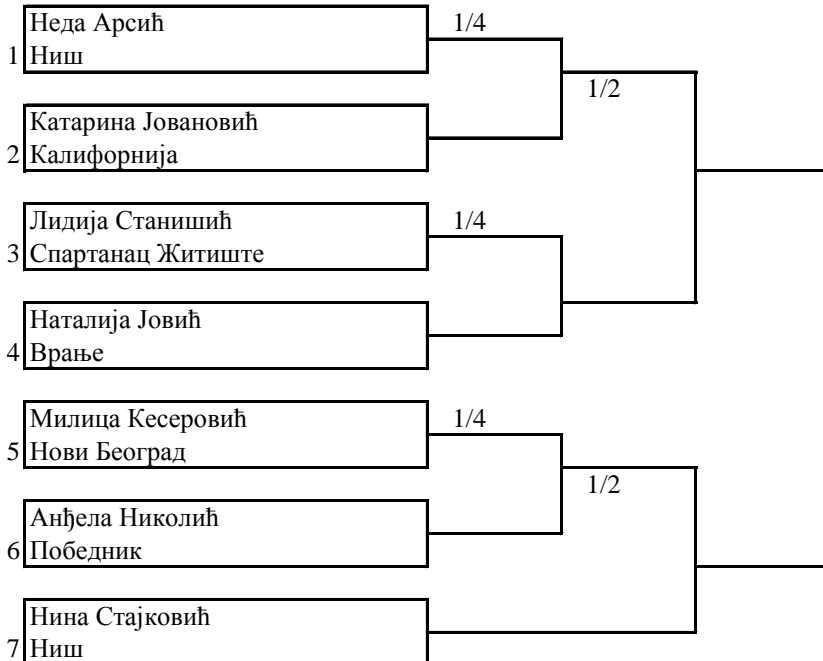 Неда Арсић
1/4
1 Ниш
1/2
Катарина Јовановић
2 Калифорнија
Лидија Станишић
1/4
3 Спартанац Житиште
Наталија Јовић
4 Врање
Милица Кесеровић
1/4
5 Нови Београд
1/2
Анђела Николић
6 Победник
Нина Стајковић
7 Ниш